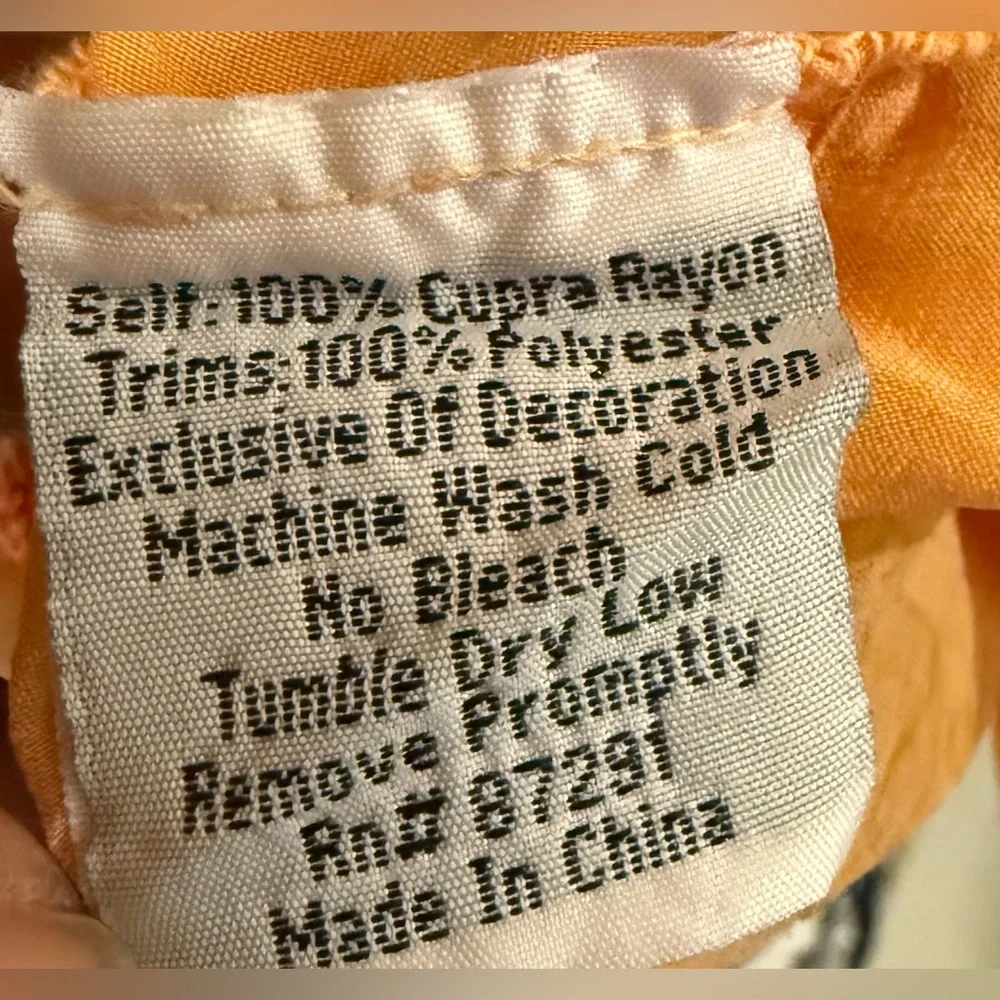 Self: 100% Cupra Rayon
Trims: 100% Polyester
Exclusive Of Decoration
Machine Wash Cold
No Bleach
Tumble Dry Low
Remove Promptly
Rn# 87291
Made In China